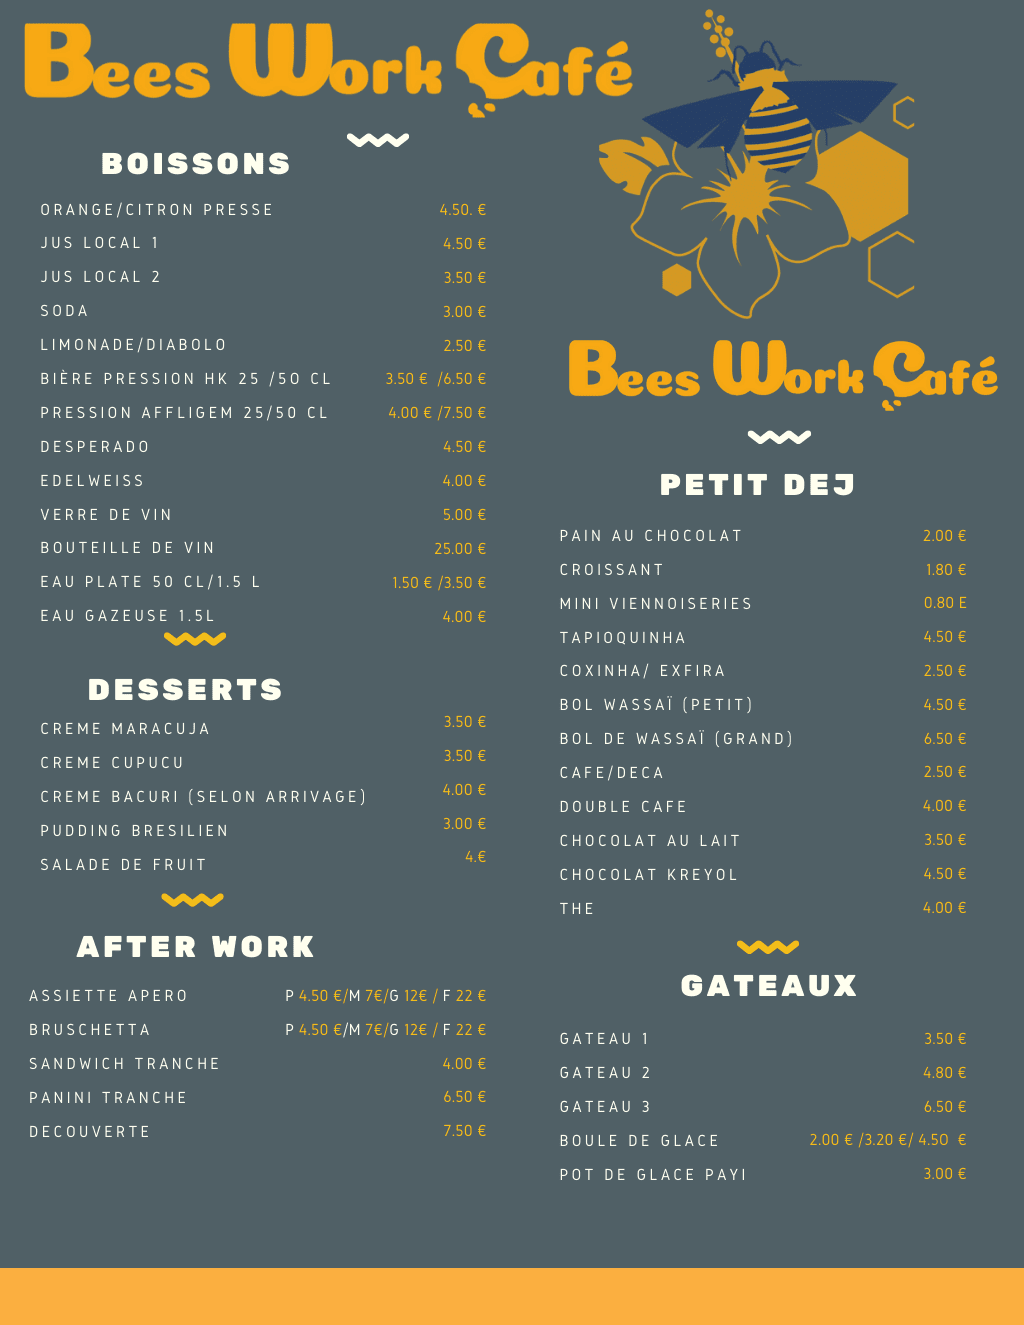 Bees Work Café
BOISSONS
ORANGE/CITRON PRESSE 4.50. €
JUS LOCAL 1 4.50 €
JUS LOCAL 2 3.50 €
SODA 3.00 €
LIMONADE/DIABOLO 2.50 €
BIÈRE PRESSION HK 25 /50 CL 3.50 € /6.50 €
PRESSION AFFLIGEM 25/50 CL 4.00 € /7.50 €
DESPERADO 4.50 €
EDELWEISS 4.00 €
VERRE DE VIN 5.00 €
BOUTEILLE DE VIN 25.00 €
EAU PLATE 50 CL/1.5 L 1.50 € /3.50 €
EAU GAZEUSE 1.5L 4.00 €
DESSERTS
CREME MARACUJA 3.50 €
CREME CUPUCU 3.50 €
CREME BACURI (SELON ARRIVAGE) 4.00 €
PUDDING BRESILIEN 3.00 €
SALADE DE FRUIT 4.€
AFTER WORK
ASSIETTE APERO P 4.50 €/M 7€/G 12€ / F 22 €
BRUSCHETTA P 4.50 €/M 7€/G 12€ / F 22 €
SANDWICH TRANCHE 4.00 €
PANINI TRANCHE 6.50 €
DECOUVERTE 7.50 €
Bees Work Café
PETIT DEJ
PAIN AU CHOCOLAT 2.00 €
CROISSANT 1.80 €
MINI VIENNOISERIES 0.80 E
TAPIOQUINHA 4.50 €
COXINHA/ EXFIRA 2.50 €
BOL WASSAÏ (PETIT) 4.50 €
BOL DE WASSAÏ (GRAND) 6.50 €
CAFE/DECA 2.50 €
DOUBLE CAFE 4.00 €
CHOCOLAT AU LAIT 3.50 €
CHOCOLAT KREYOL 4.50 €
THE 4.00 €
GATEAUX
GATEAU 1 3.50 €
GATEAU 2 4.80 €
GATEAU 3 6.50 €
BOULE DE GLACE 2.00 € /3.20 €/ 4.50 €
POT DE GLACE PAYI 3.00 €